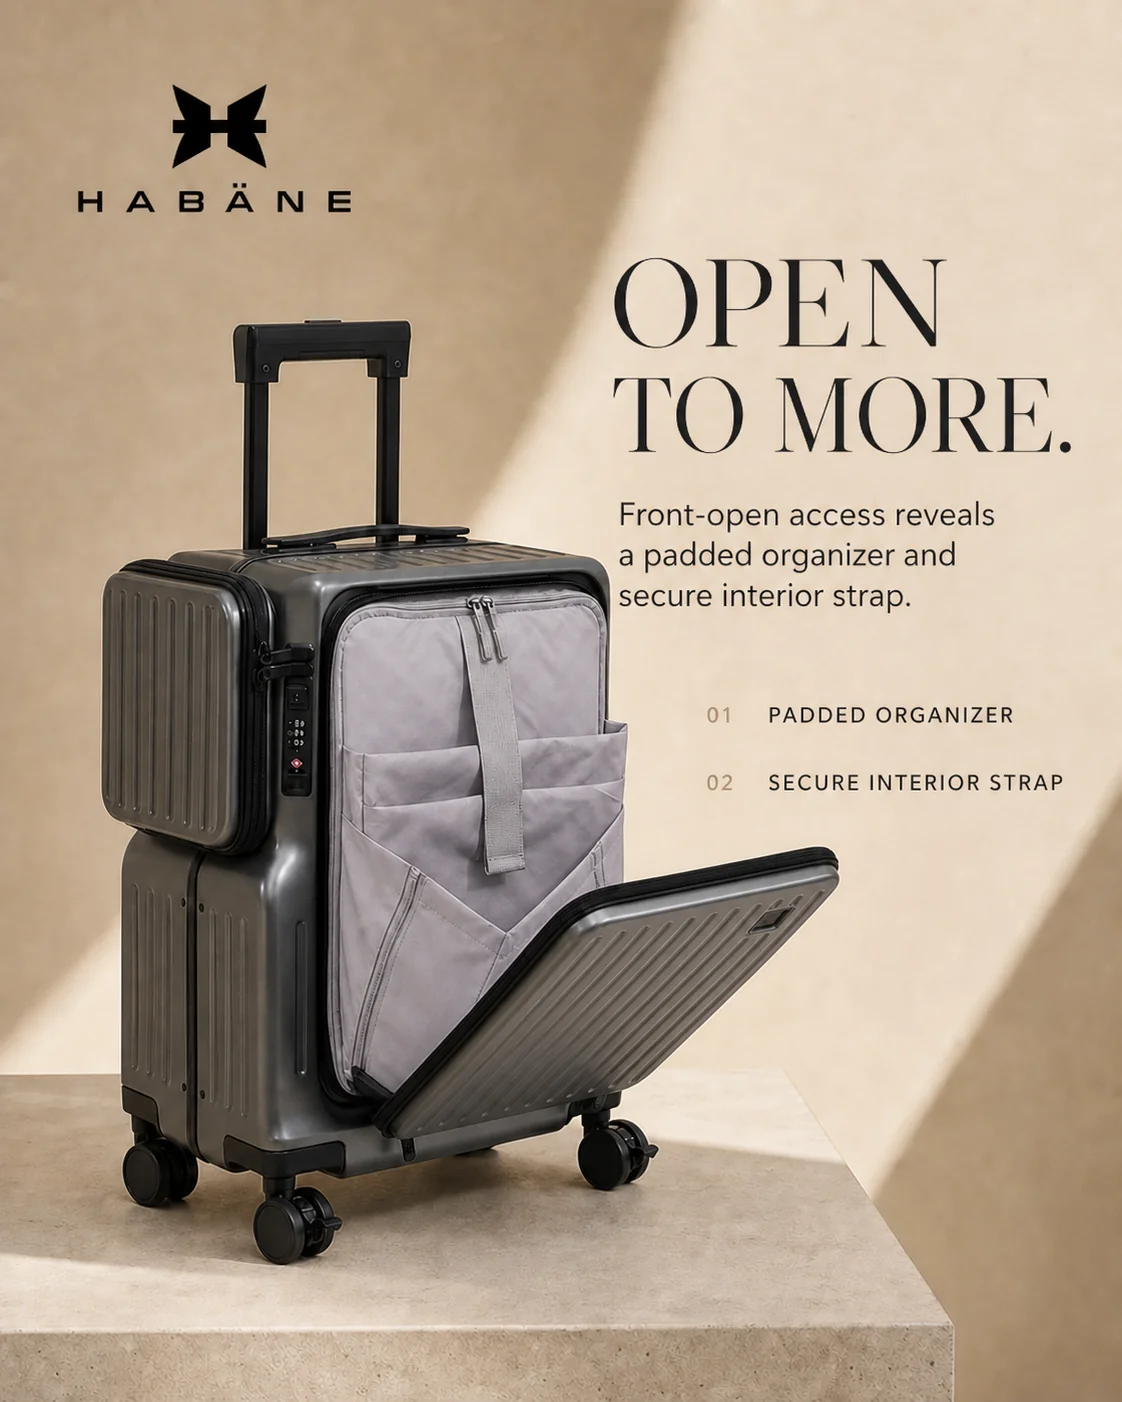 HABÄNE
OPEN
TO MORE.
Front-open access reveals
a padded organizer and
secure interior strap.
01 PADDED ORGANIZER
02 SECURE INTERIOR STRAP